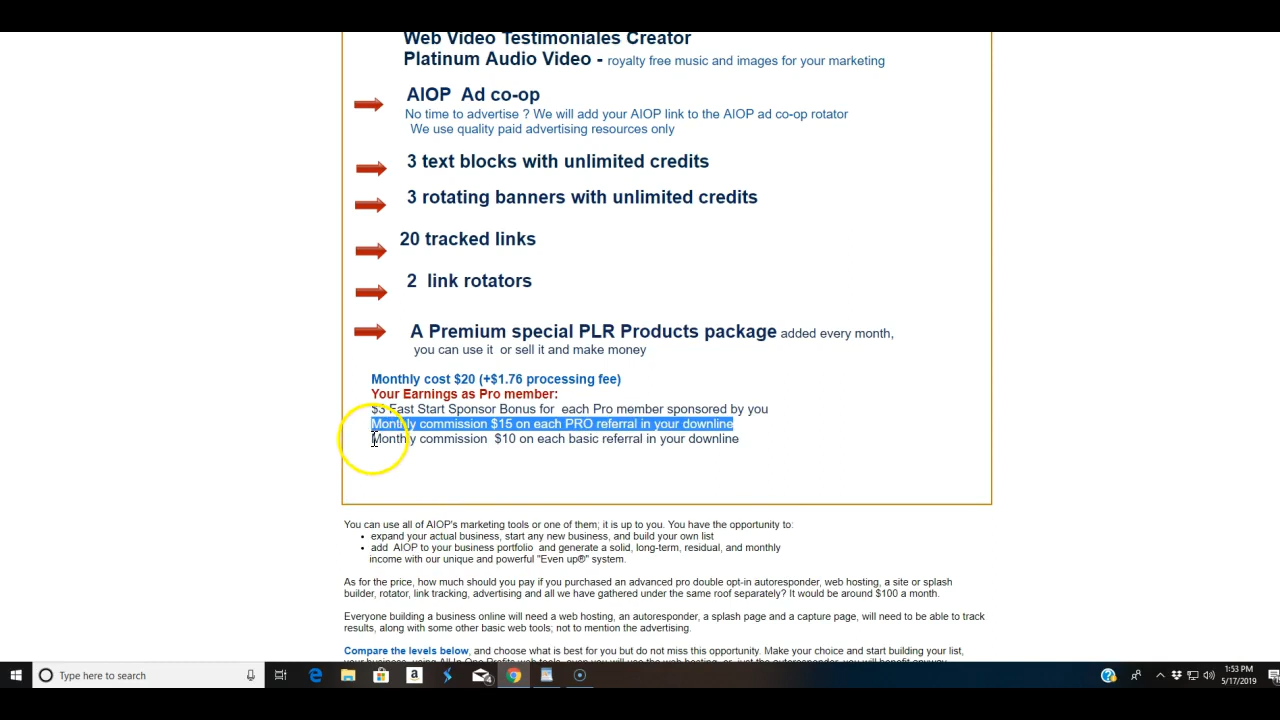 Web Video Testimoniales Creator
Platinum Audio Video - royalty free music and images for your marketing
AIOP Ad co-op
No time to advertise ? We will add your AIOP link to the AIOP ad co-op rotator
We use quality paid advertising resources only
3 text blocks with unlimited credits
3 rotating banners with unlimited credits
20 tracked links
2 link rotators
A Premium special PLR Products package added every month,
you can use it or sell it and make money
Monthly cost $20 (+$1.76 processing fee)
Your Earnings as Pro member:
$3 Fast Start Sponsor Bonus for each Pro member sponsored by you
Monthly commission $15 on each PRO referral in your downline
Monthly commission $10 on each basic referral in your downline
You can use all of AIOP's marketing tools or one of them; it is up to you. You have the opportunity to:
• expand your actual business, start any new business, and build your own list
• add AIOP to your business portfolio and generate a solid, long-term, residual, and monthly
income with our unique and powerful "Even up®" system.
As for the price, how much should you pay if you purchased an advanced pro double opt-in autoresponder, web hosting, a site or splash
builder, rotator, link tracking, advertising and all we have gathered under the same roof separately? It would be around $100 a month.
Everyone building a business online will need a web hosting, an autoresponder, a splash page and a capture page, will need to be able to track
results, along with some other basic web tools; not to mention the advertising.
Compare the levels below, and choose what is best for you but do not miss this opportunity. Make your choice and start building your list,
Type here to search
a
4
1:53 PM
5/17/2019